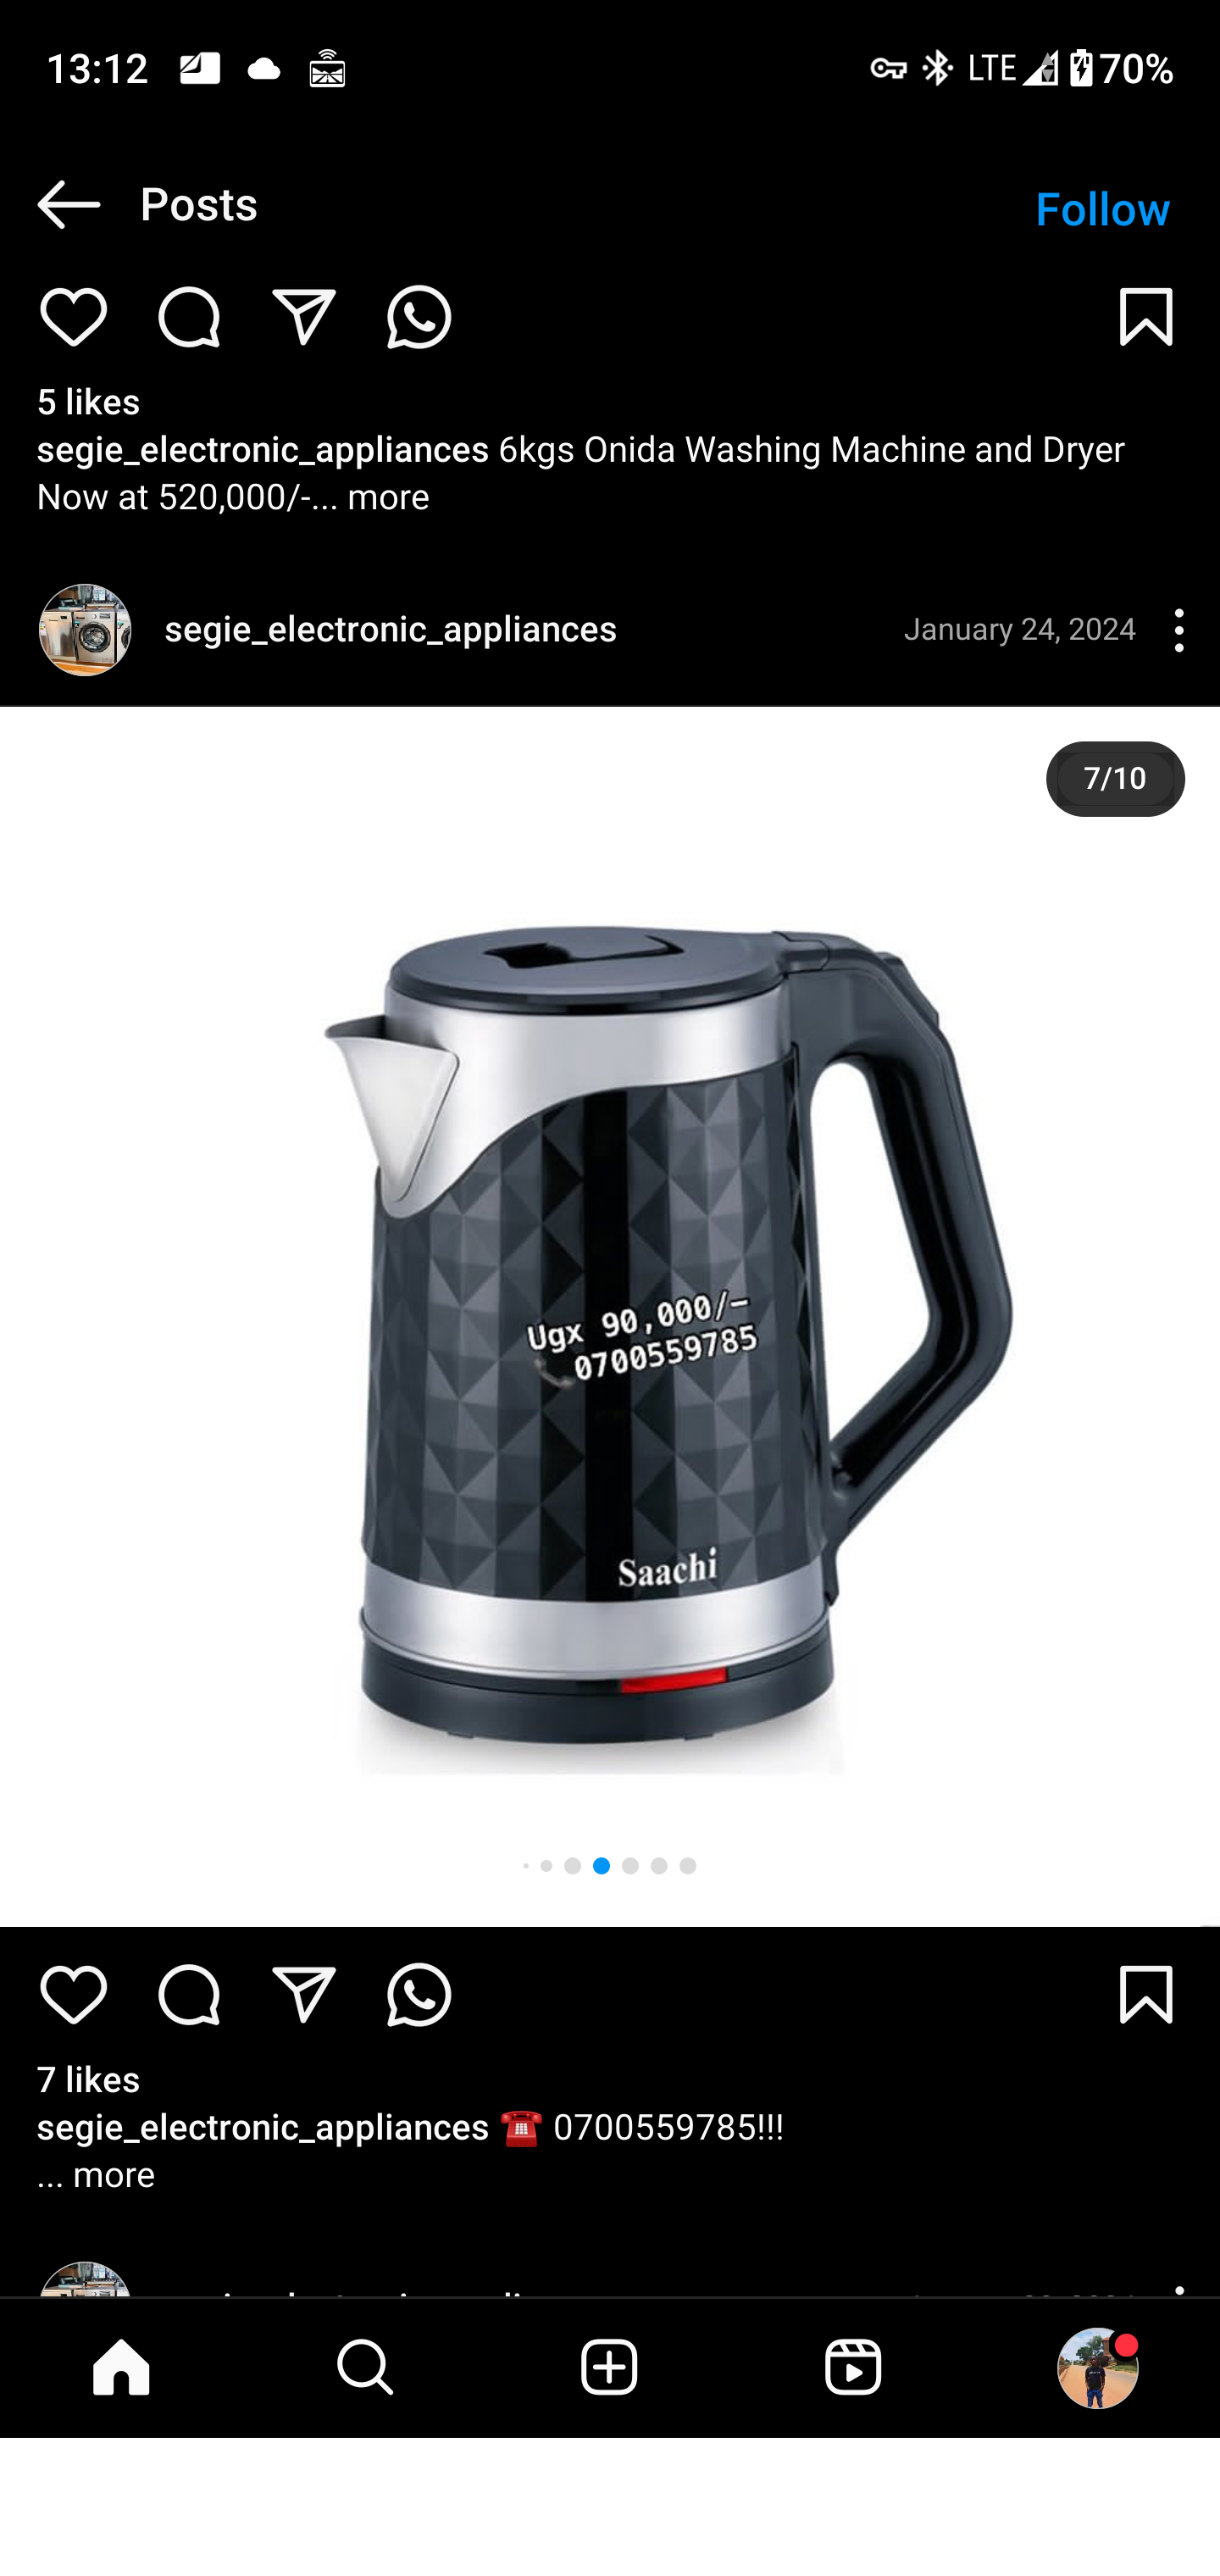 13:12
LTE 70%
Posts
Follow
5 likes
segie_electronic_appliances 6kgs Onida Washing Machine and Dryer
Now at 520,000/-... more
segie_electronic_appliances
January 24, 2024
7/10
Ugx 90,000/-
0700559785
Saachi
7 likes
segie_electronic_appliances ☎️ 0700559785!!!
... more